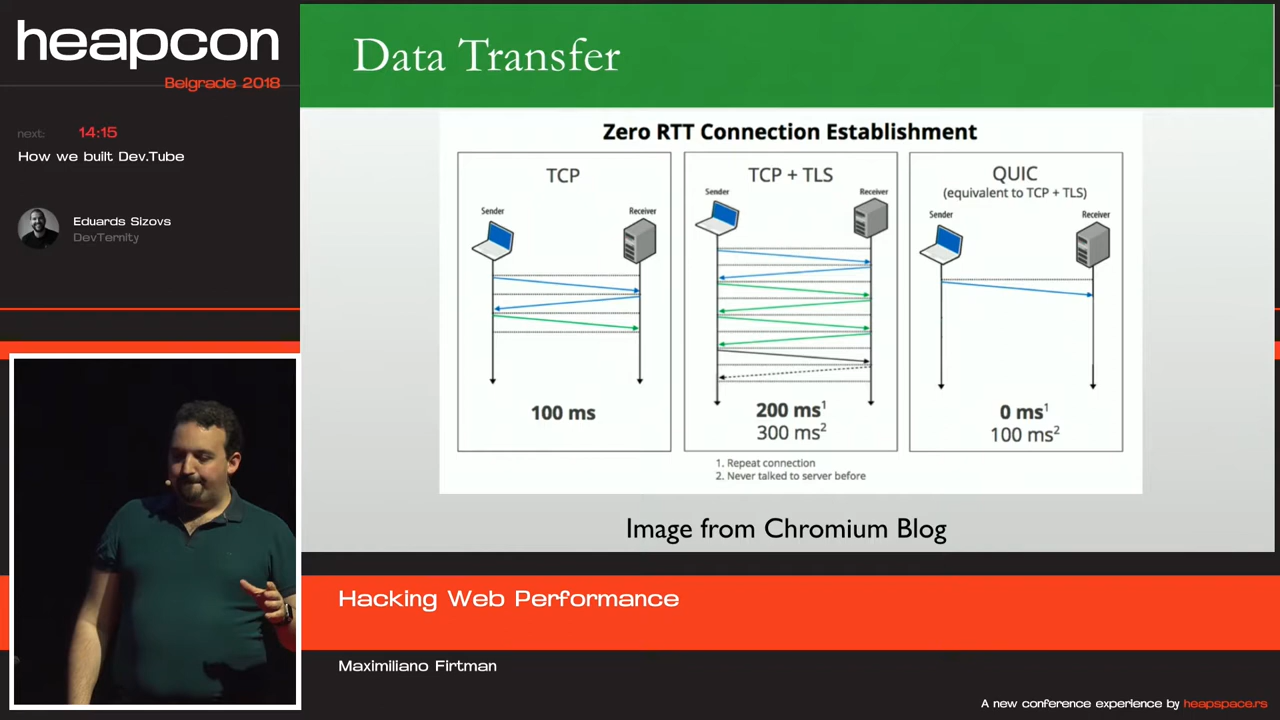 heapcon
Belgrade 2018
next: 14:15
How we built Dev.Tube
Eduards Sizovs
DevTernity
Data Transfer
Zero RTT Connection Establishment
TCP
Sender
Receiver
100 ms
TCP + TLS
Sender
Receiver
200 ms1
300 ms2
QUIC
(equivalent to TCP + TLS)
Sender
Receiver
0 ms1
100 ms2
1. Repeat connection
2. Never talked to server before
Image from Chromium Blog
Hacking Web Performance
Maximiliano Firtman
A new conference experience by heapspace.rs